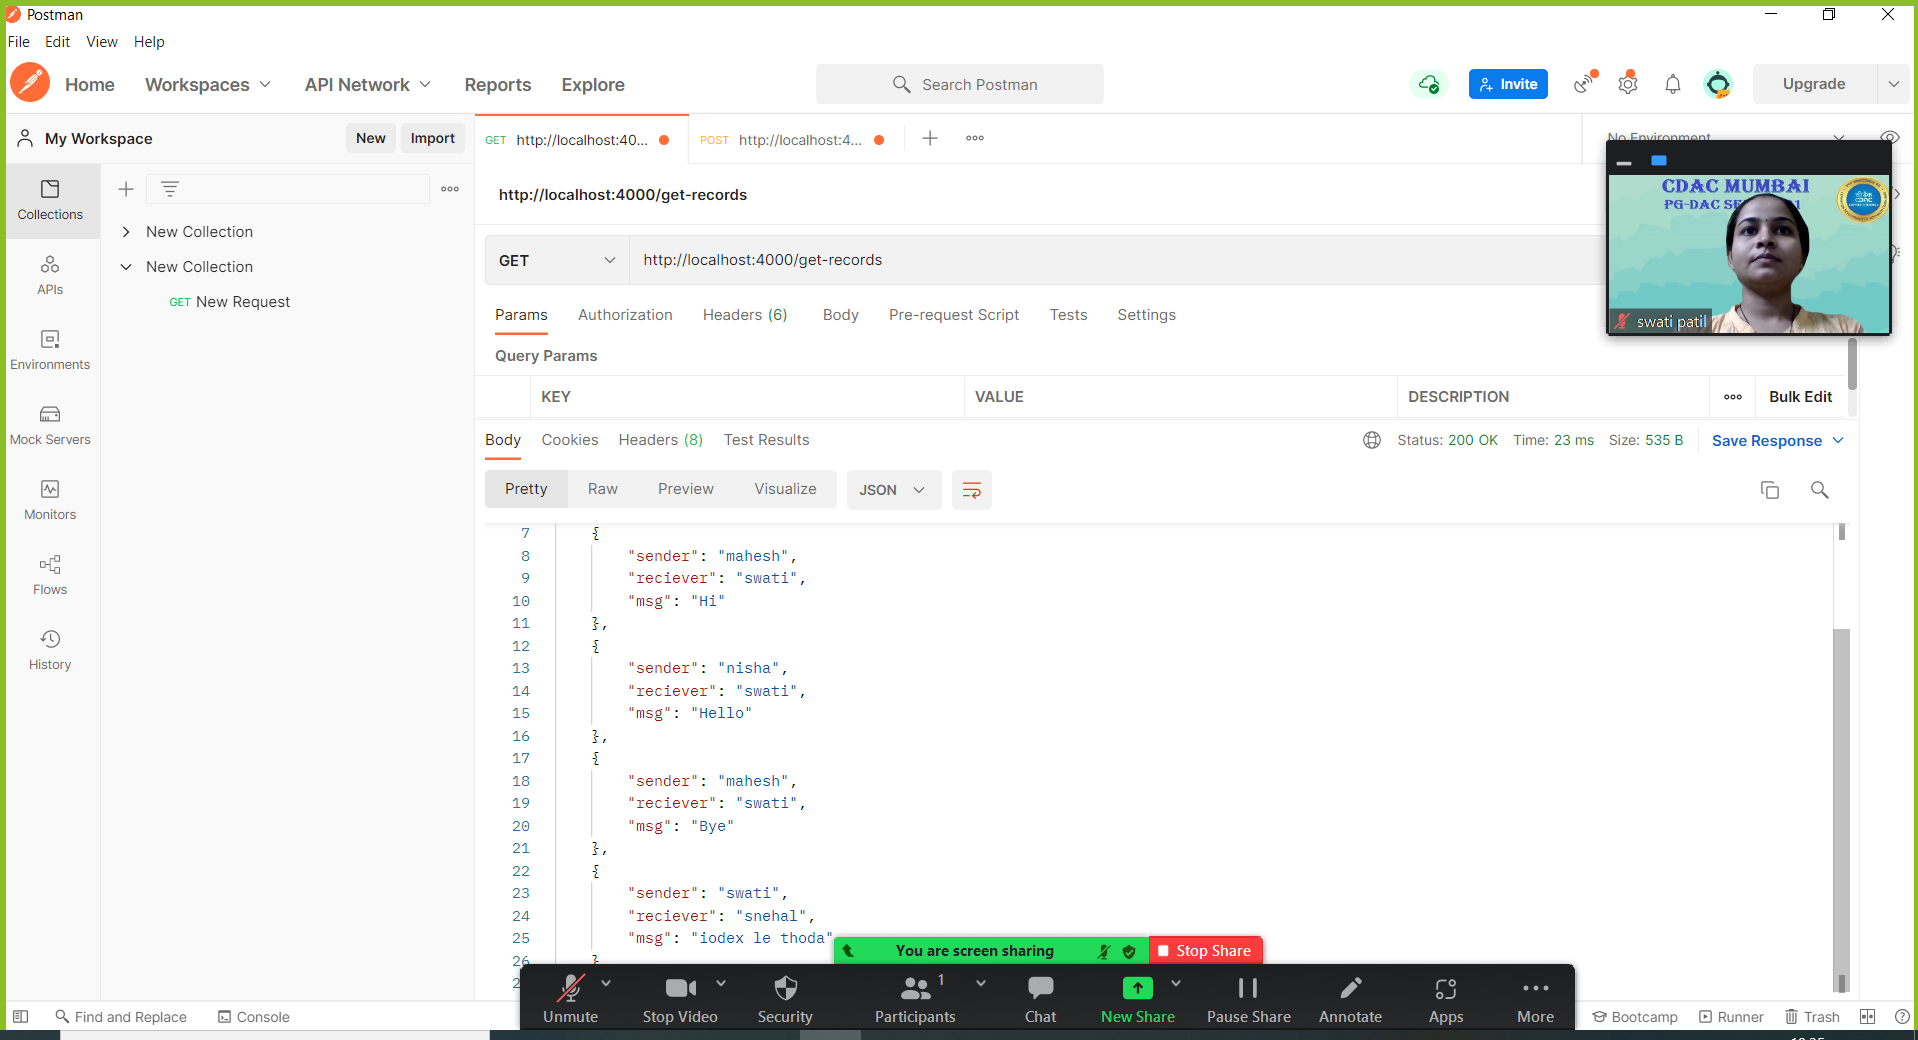 Postman
File Edit View Help
Home Workspaces API Network Reports Explore Search Postman Invite Upgrade
My Workspace New Import GET http://localhost:40... POST http://localhost:4... No Environment
http://localhost:4000/get-records
GET http://localhost:4000/get-records
Collections
APIs
Environments
Mock Servers
Monitors
Flows
History
New Collection
New Collection
GET New Request
Params Authorization Headers (6) Body Pre-request Script Tests Settings
Query Params
KEY VALUE DESCRIPTION Bulk Edit
Body Cookies Headers (8) Test Results Status: 200 OK Time: 23 ms Size: 535 B Save Response
Pretty Raw Preview Visualize JSON
7 {
8 "sender": "mahesh",
9 "reciever": "swati",
10 "msg": "Hi"
11 },
12 {
13 "sender": "nisha",
14 "reciever": "swati",
15 "msg": "Hello"
16 },
17 {
18 "sender": "mahesh",
19 "reciever": "swati",
20 "msg": "Bye"
21 },
22 {
23 "sender": "swati",
24 "reciever": "snehal",
25 "msg": "iodex le thoda"
26 }
CDAC MUMBAI
PG-DAC
swati patil
You are screen sharing Stop Share
Unmute Stop Video Security Participants 1 Chat New Share Pause Share Annotate Apps More
Find and Replace Console Bootcamp Runner Trash